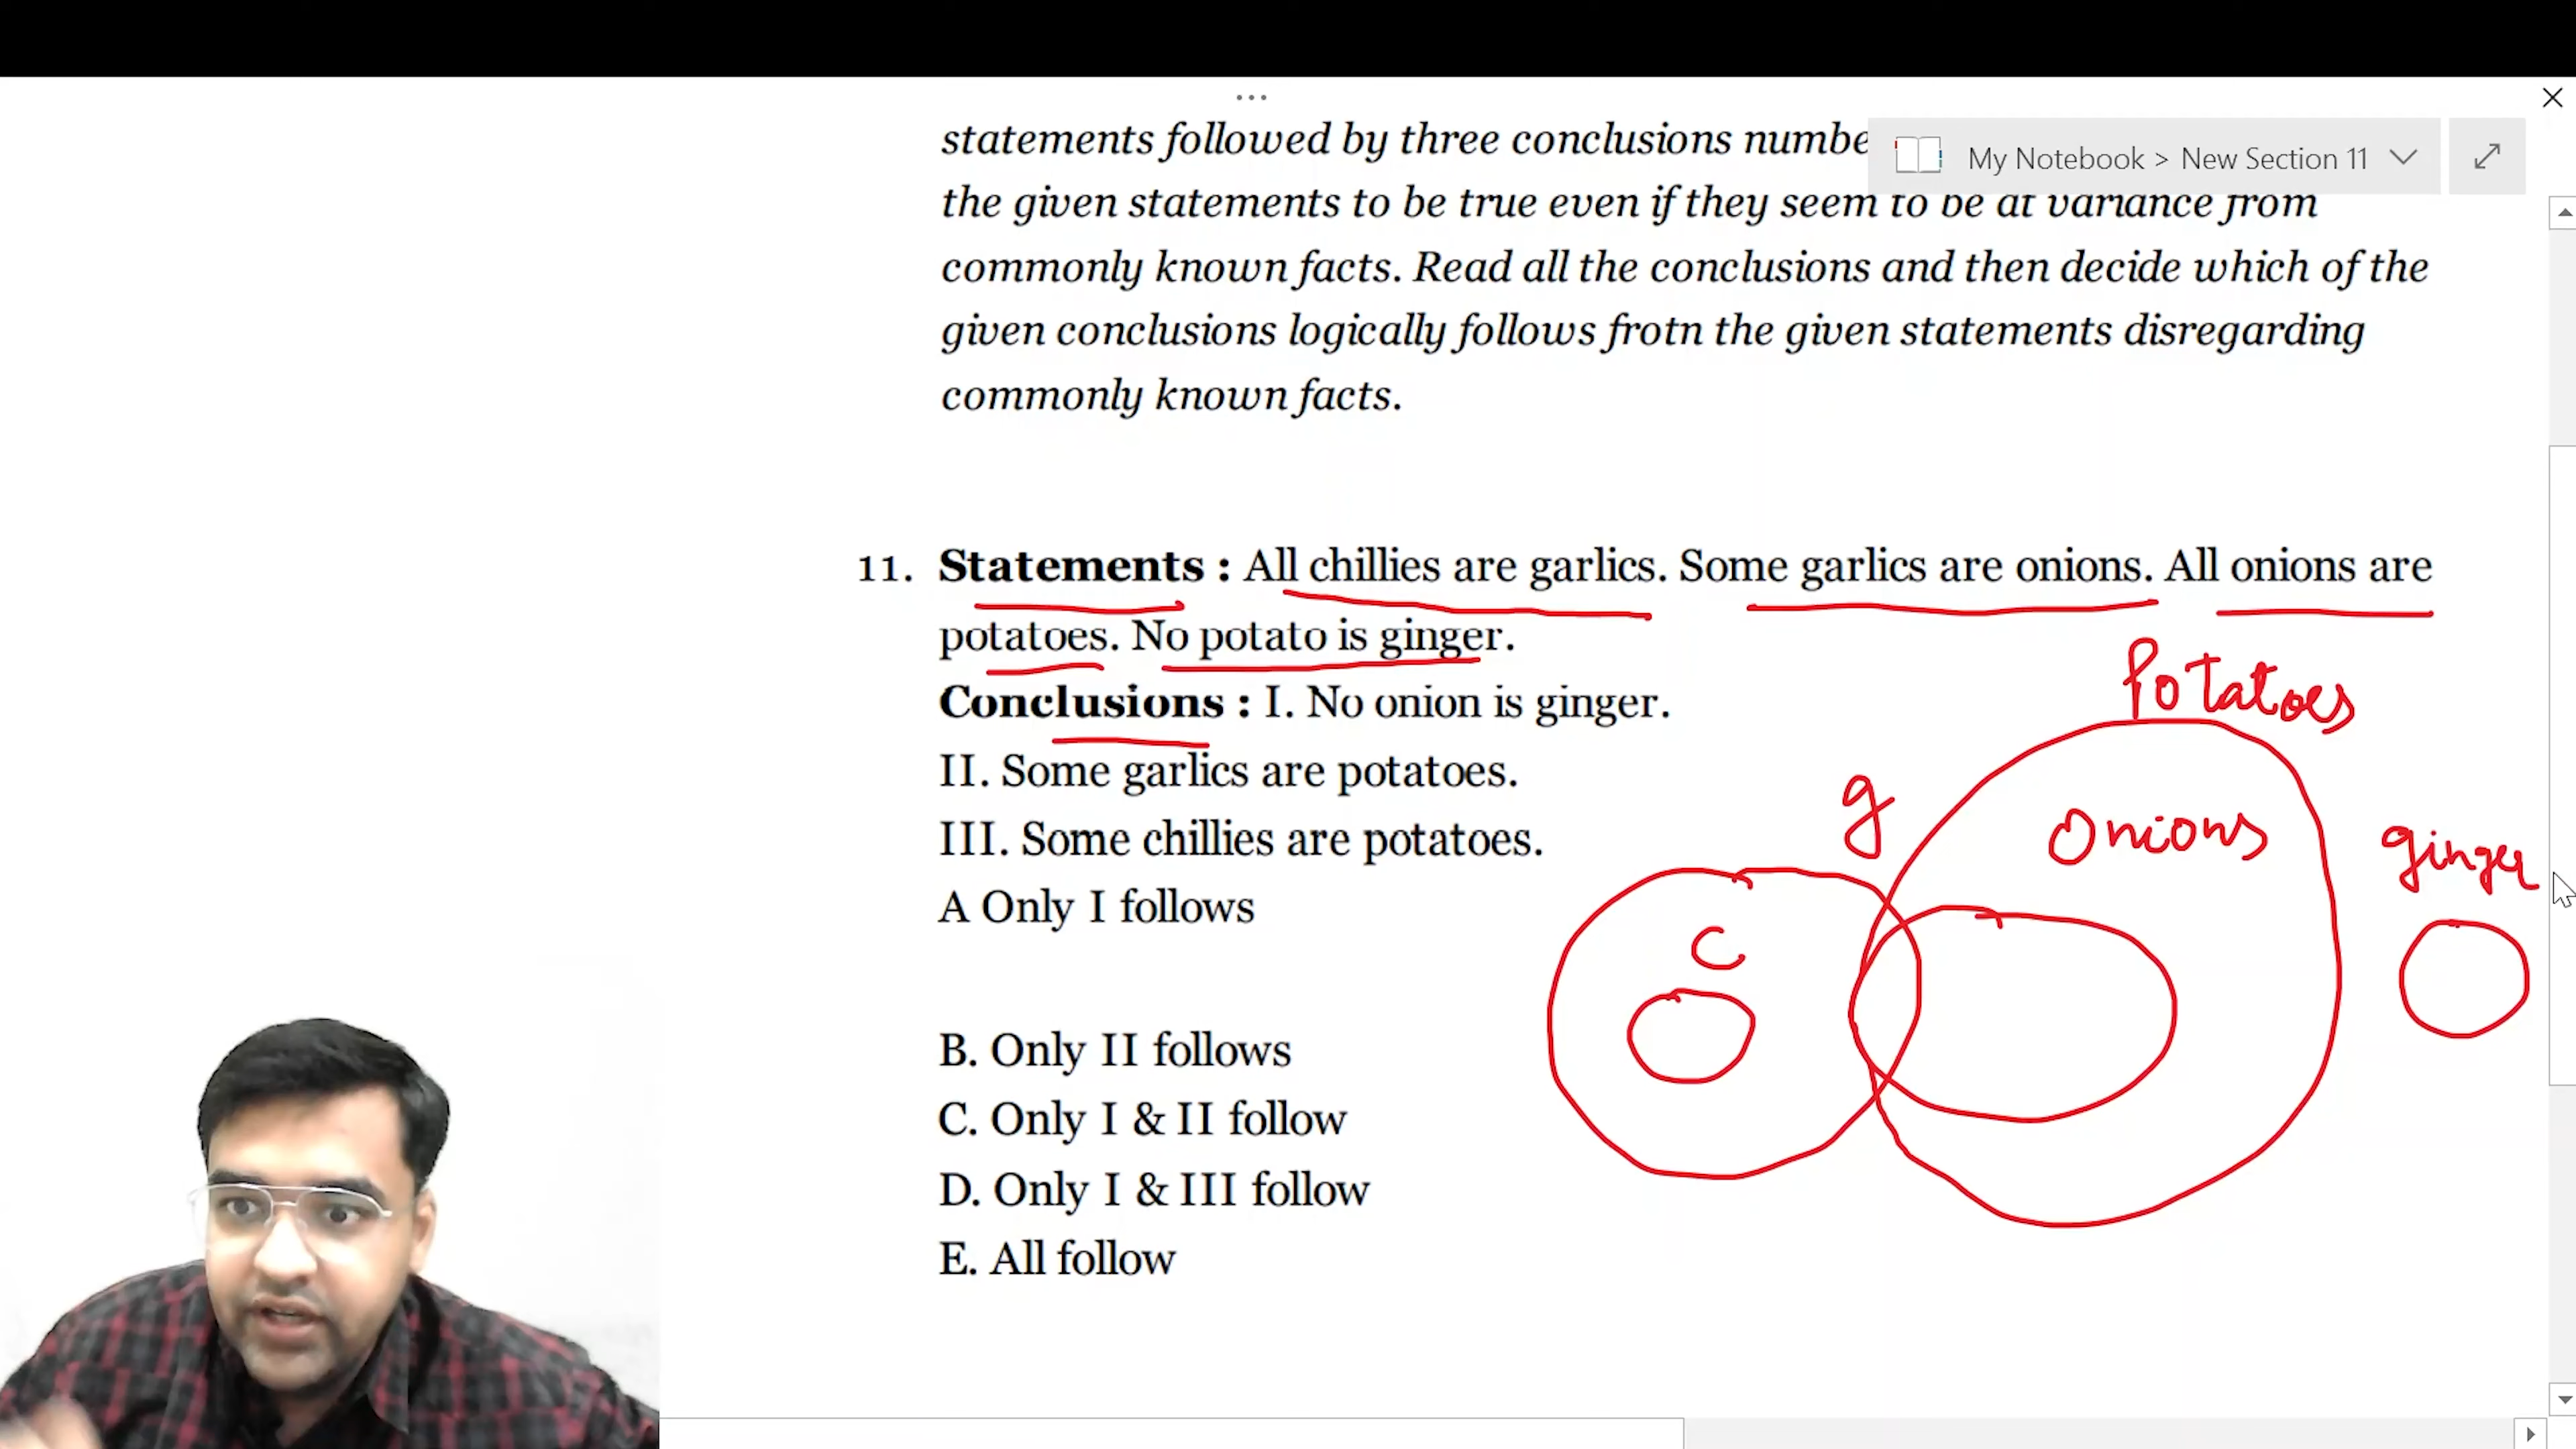 ...
statements followed by three conclusions numbe
My Notebook > New Section 11
the given statements to be true even if they seem to be at variance from
commonly known facts. Read all the conclusions and then decide which of the
given conclusions logically follows frotn the given statements disregarding
commonly known facts.
11. Statements : All chillies are garlics. Some garlics are onions. All onions are
potatoes. No potato is ginger.
Conclusions : I. No onion is ginger.
II. Some garlics are potatoes.
III. Some chillies are potatoes.
A Only I follows
B. Only II follows
C. Only I & II follow
D. Only I & III follow
E. All follow
Potatoes
g
Onions
ginger
C